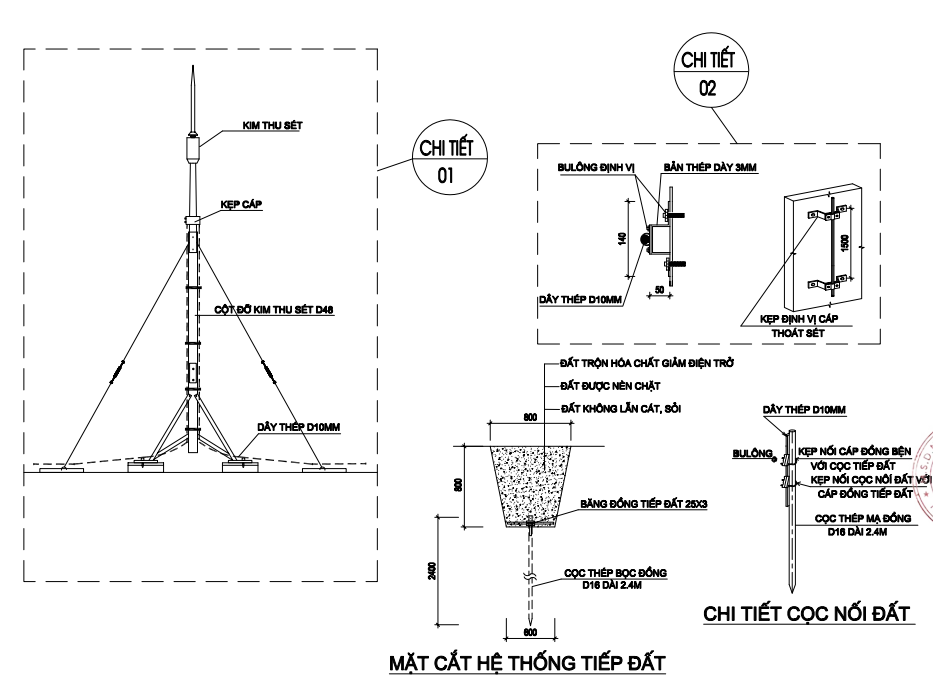 CHI TIẾT
02
CHI TIẾT
01
KIM THU SÉT
KẸP CÁP
CỘT ĐỠ KIM THU SÉT D48
DÂY THÉP D10MM
BULÔNG ĐỊNH VỊ
BẢN THÉP DÀY 3MM
140
50
DÂY THÉP D10MM
1500
KẸP ĐỊNH VỊ CÁP
THOÁT SÉT
ĐẤT TRỘN HÓA CHẤT GIẢM ĐIỆN TRỞ
ĐẤT ĐƯỢC NÈN CHẶT
ĐẤT KHÔNG LẪN CÁT, SỎI
800
800
BĂNG ĐỒNG TIẾP ĐẤT 25X3
2400
CỌC THÉP BỌC ĐỒNG
D16 DÀI 2.4M
600
MẶT CẮT HỆ THỐNG TIẾP ĐẤT
DÂY THÉP D10MM
BULÔNG
KẸP NỐI CÁP ĐỒNG BỆN
VỚI CỌC TIẾP ĐẤT
KẸP NỐI CỌC NỐI ĐẤT VỚI
CÁP ĐỒNG TIẾP ĐẤT
CỌC THÉP MẠ ĐỒNG
D16 DÀI 2.4M
CHI TIẾT CỌC NỐI ĐẤT